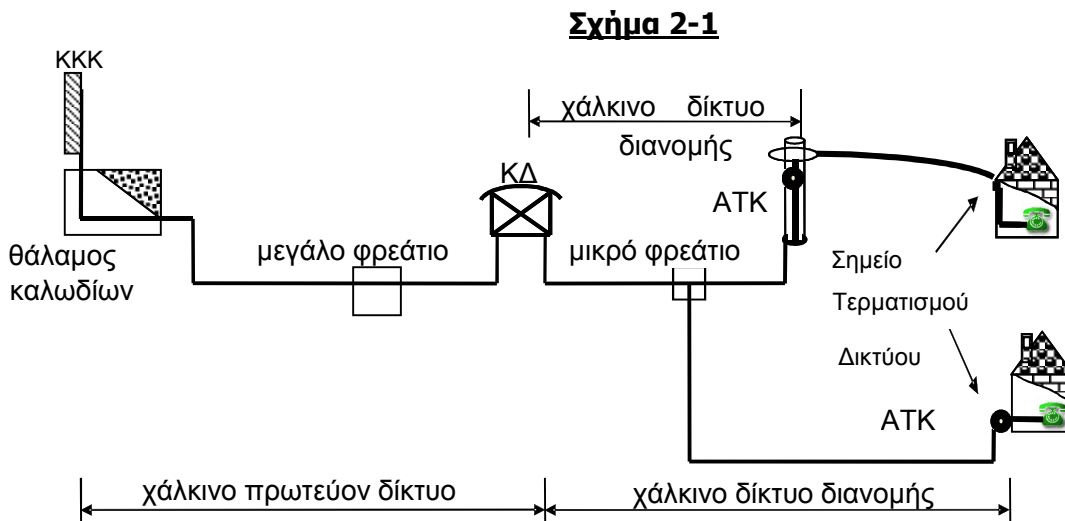 Σχήμα 2-1
ΚΚΚ
χάλκινο δίκτυο
διανομής
ΚΔ
ΑΤΚ
θάλαμος
καλωδίων
μεγάλο φρεάτιο
μικρό φρεάτιο
Σημείο
Τερματισμού
Δικτύου
ΑΤΚ
χάλκινο πρωτεύον δίκτυο
χάλκινο δίκτυο διανομής